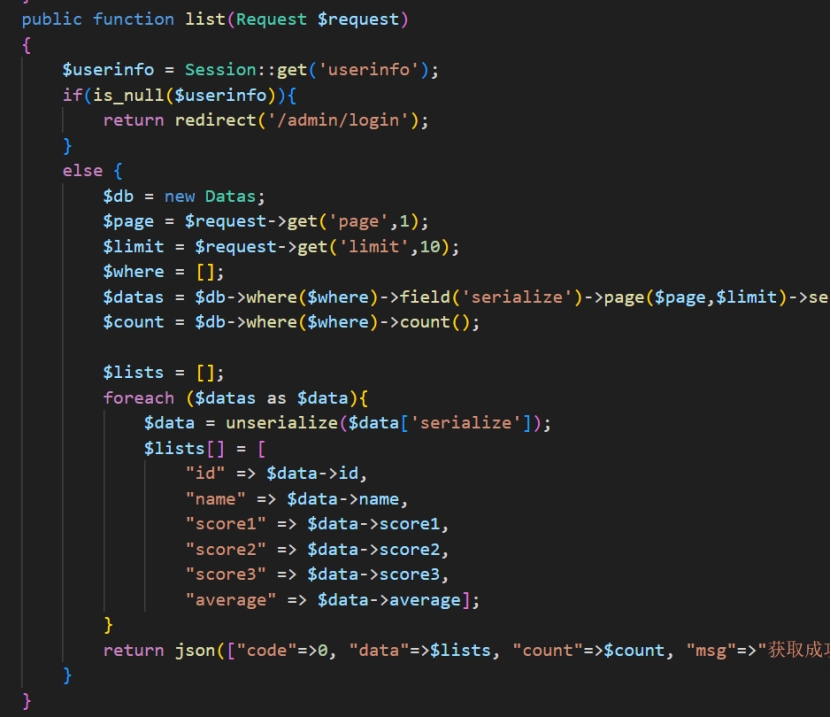 public function list(Request $request)
{
    $userinfo = Session::get('userinfo');
    if(is_null($userinfo)){
        return redirect('/admin/login');
    }
    else {
        $db = new Datas;
        $page = $request->get('page',1);
        $limit = $request->get('limit',10);
        $where = [];
        $datas = $db->where($where)->field('serialize')->page($page,$limit)->se
        $count = $db->where($where)->count();

        $lists = [];
        foreach ($datas as $data){
            $data = unserialize($data['serialize']);
            $lists[] = [
                "id" => $data->id,
                "name" => $data->name,
                "score1" => $data->score1,
                "score2" => $data->score2,
                "score3" => $data->score3,
                "average" => $data->average];
        }
        return json(["code"=>0, "data"=>$lists, "count"=>$count, "msg"=>"获取成
    }
}